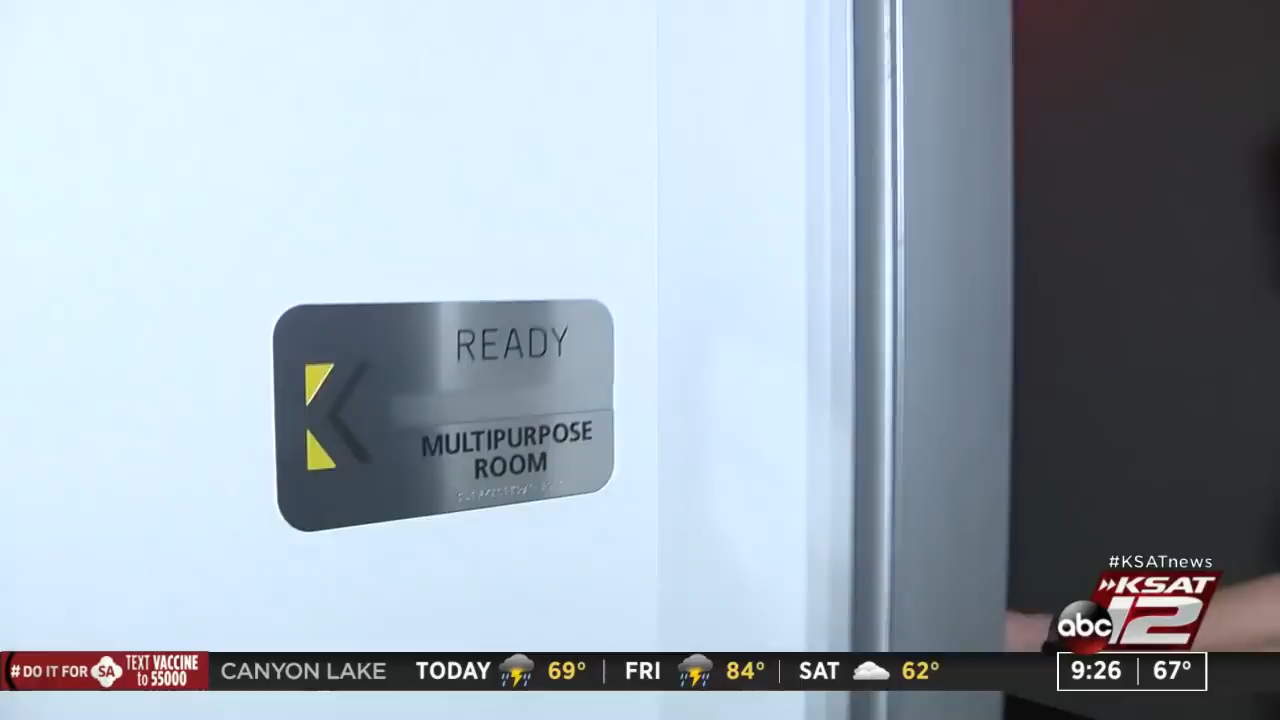 READY
K
MULTIPURPOSE
ROOM
#KSATnews
KSAT
abc 12
# DO IT FOR SA TEXT VACCINE
to 55000
CANYON LAKE TODAY 69° FRI 84° SAT 62°
9:26 67°